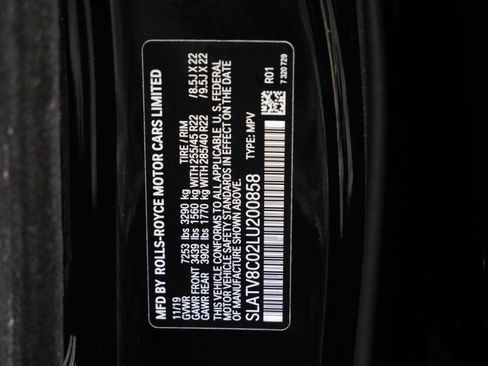 MFD BY ROLLS-ROYCE MOTOR CARS LIMITED
11/19 TIRE / RIM
GVWR 7253 lbs 3290 kg
GAWR FRONT 3439 lbs 1560 kg WITH 255/45 R22 /8.5J X 22
GAWR REAR 3902 lbs 1770 kg WITH 285/40 R22 /9.5J X 22
THIS VEHICLE CONFORMS TO ALL APPLICABLE U. S. FEDERAL
MOTOR VEHICLE SAFETY STANDARDS IN EFFECT ON THE DATE
OF MANUFACTURE SHOWN ABOVE.
SLATV8C02LU200858
TYPE: MPV
R01
7 320 729